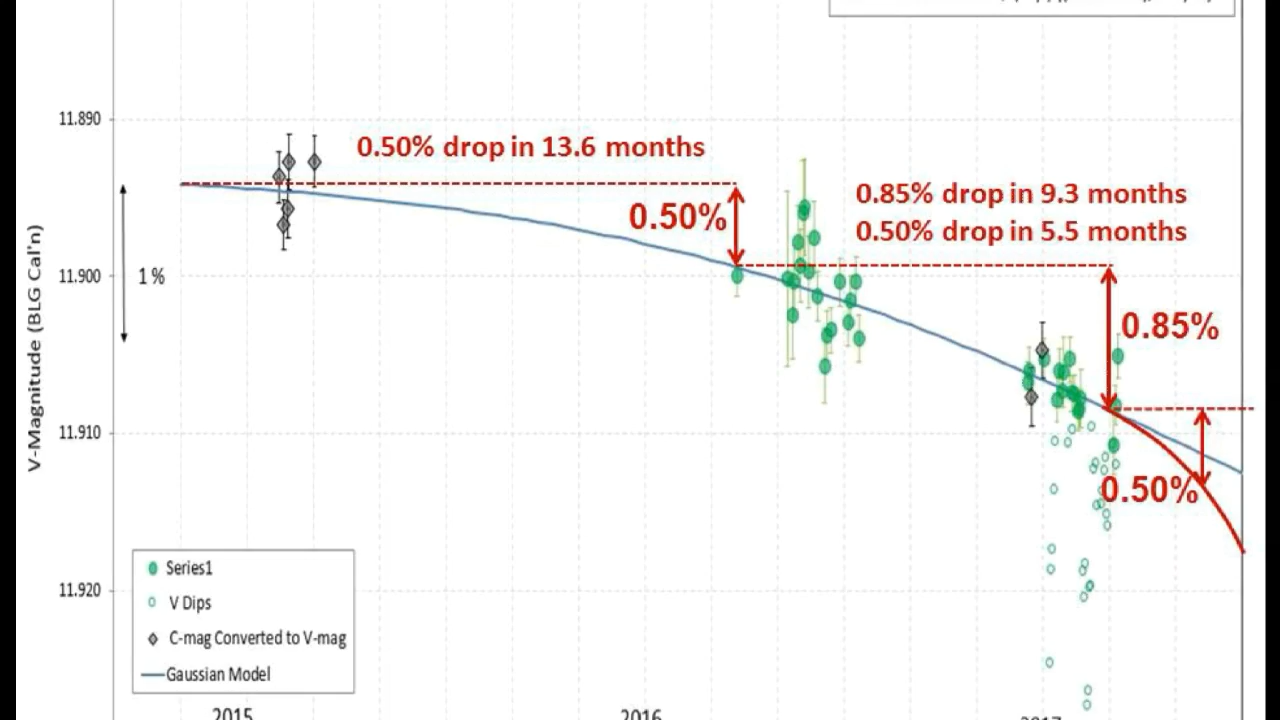 11.890
0.50% drop in 13.6 months
0.85% drop in 9.3 months
0.50%
0.50% drop in 5.5 months
V-Magnitude (BLG Cal'n)
11.900
1%
0.85%
11.910
0.50%
Series1
V Dips
11.920
C-mag Converted to V-mag
Gaussian Model
2015
2016
2017